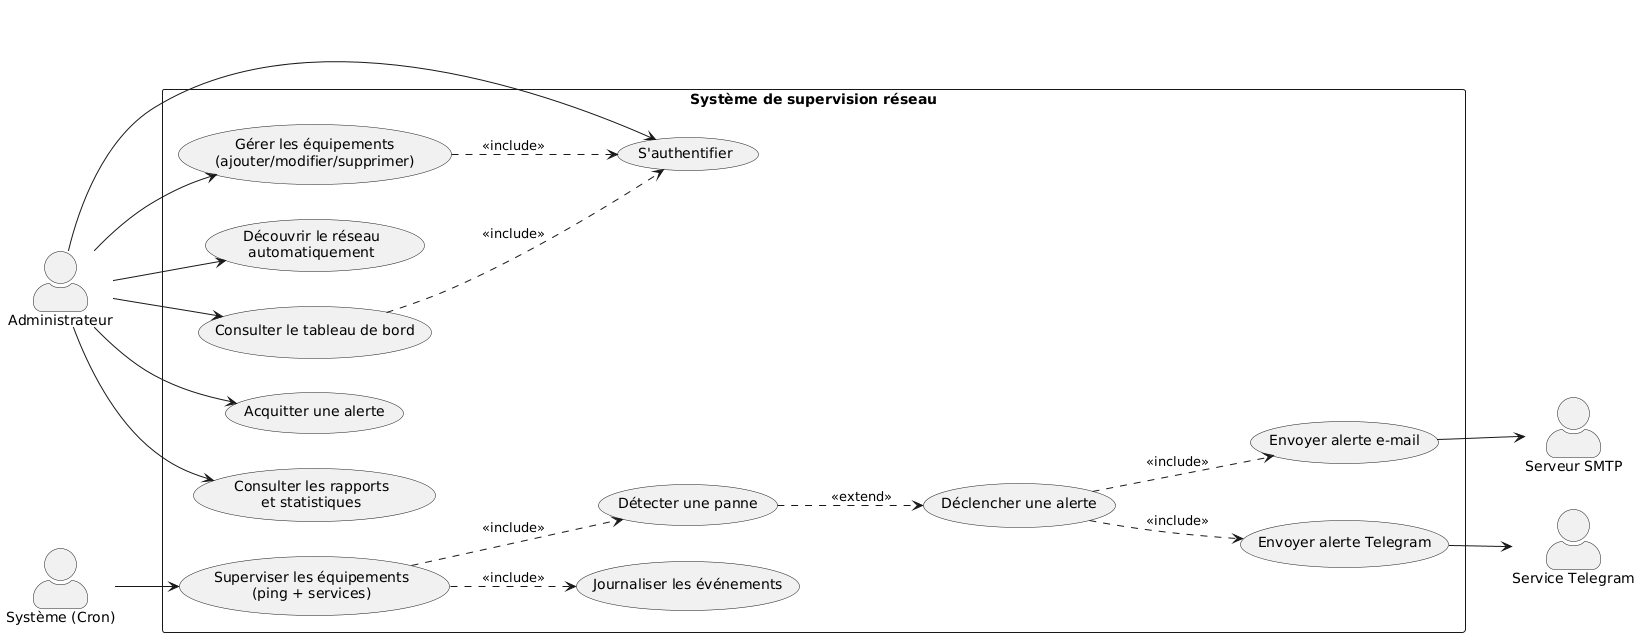 Système de supervision réseau
Gérer les équipements
(ajouter/modifier/supprimer)
«include»
S'authentifier
Découvrir le réseau
automatiquement
«include»
Consulter le tableau de bord
Administrateur
Acquitter une alerte
Consulter les rapports
et statistiques
Envoyer alerte e-mail
Serveur SMTP
«include»
Détecter une panne
«extend»
Déclencher une alerte
«include»
«include»
Envoyer alerte Telegram
Service Telegram
Superviser les équipements
(ping + services)
«include»
Journaliser les événements
Système (Cron)